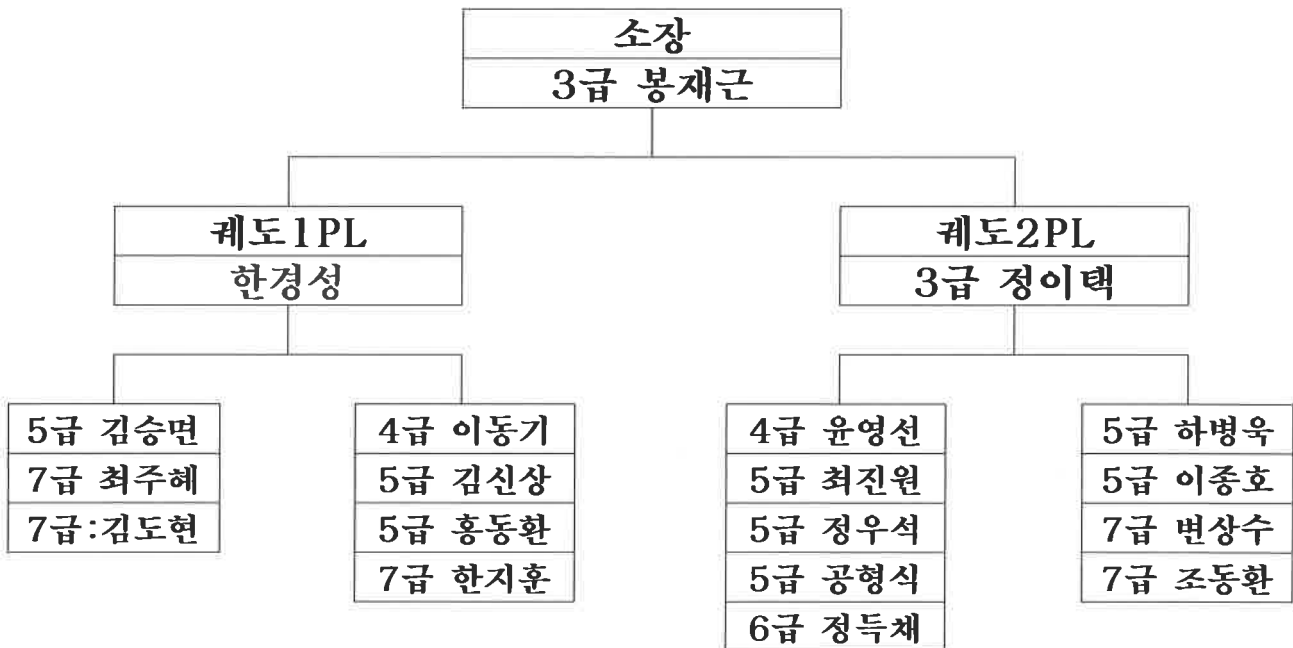 소장
3급 봉재근
궤도1PL
한경성
궤도2PL
3급 정이택
5급 김승면
7급 최주혜
7급:김도현
4급 이동기
5급 김신상
5급 홍동환
7급 한지훈
4급 윤영선
5급 최진원
5급 정우석
5급 공형식
6급 정득채
5급 하병욱
5급 이종호
7급 변상수
7급 조동환